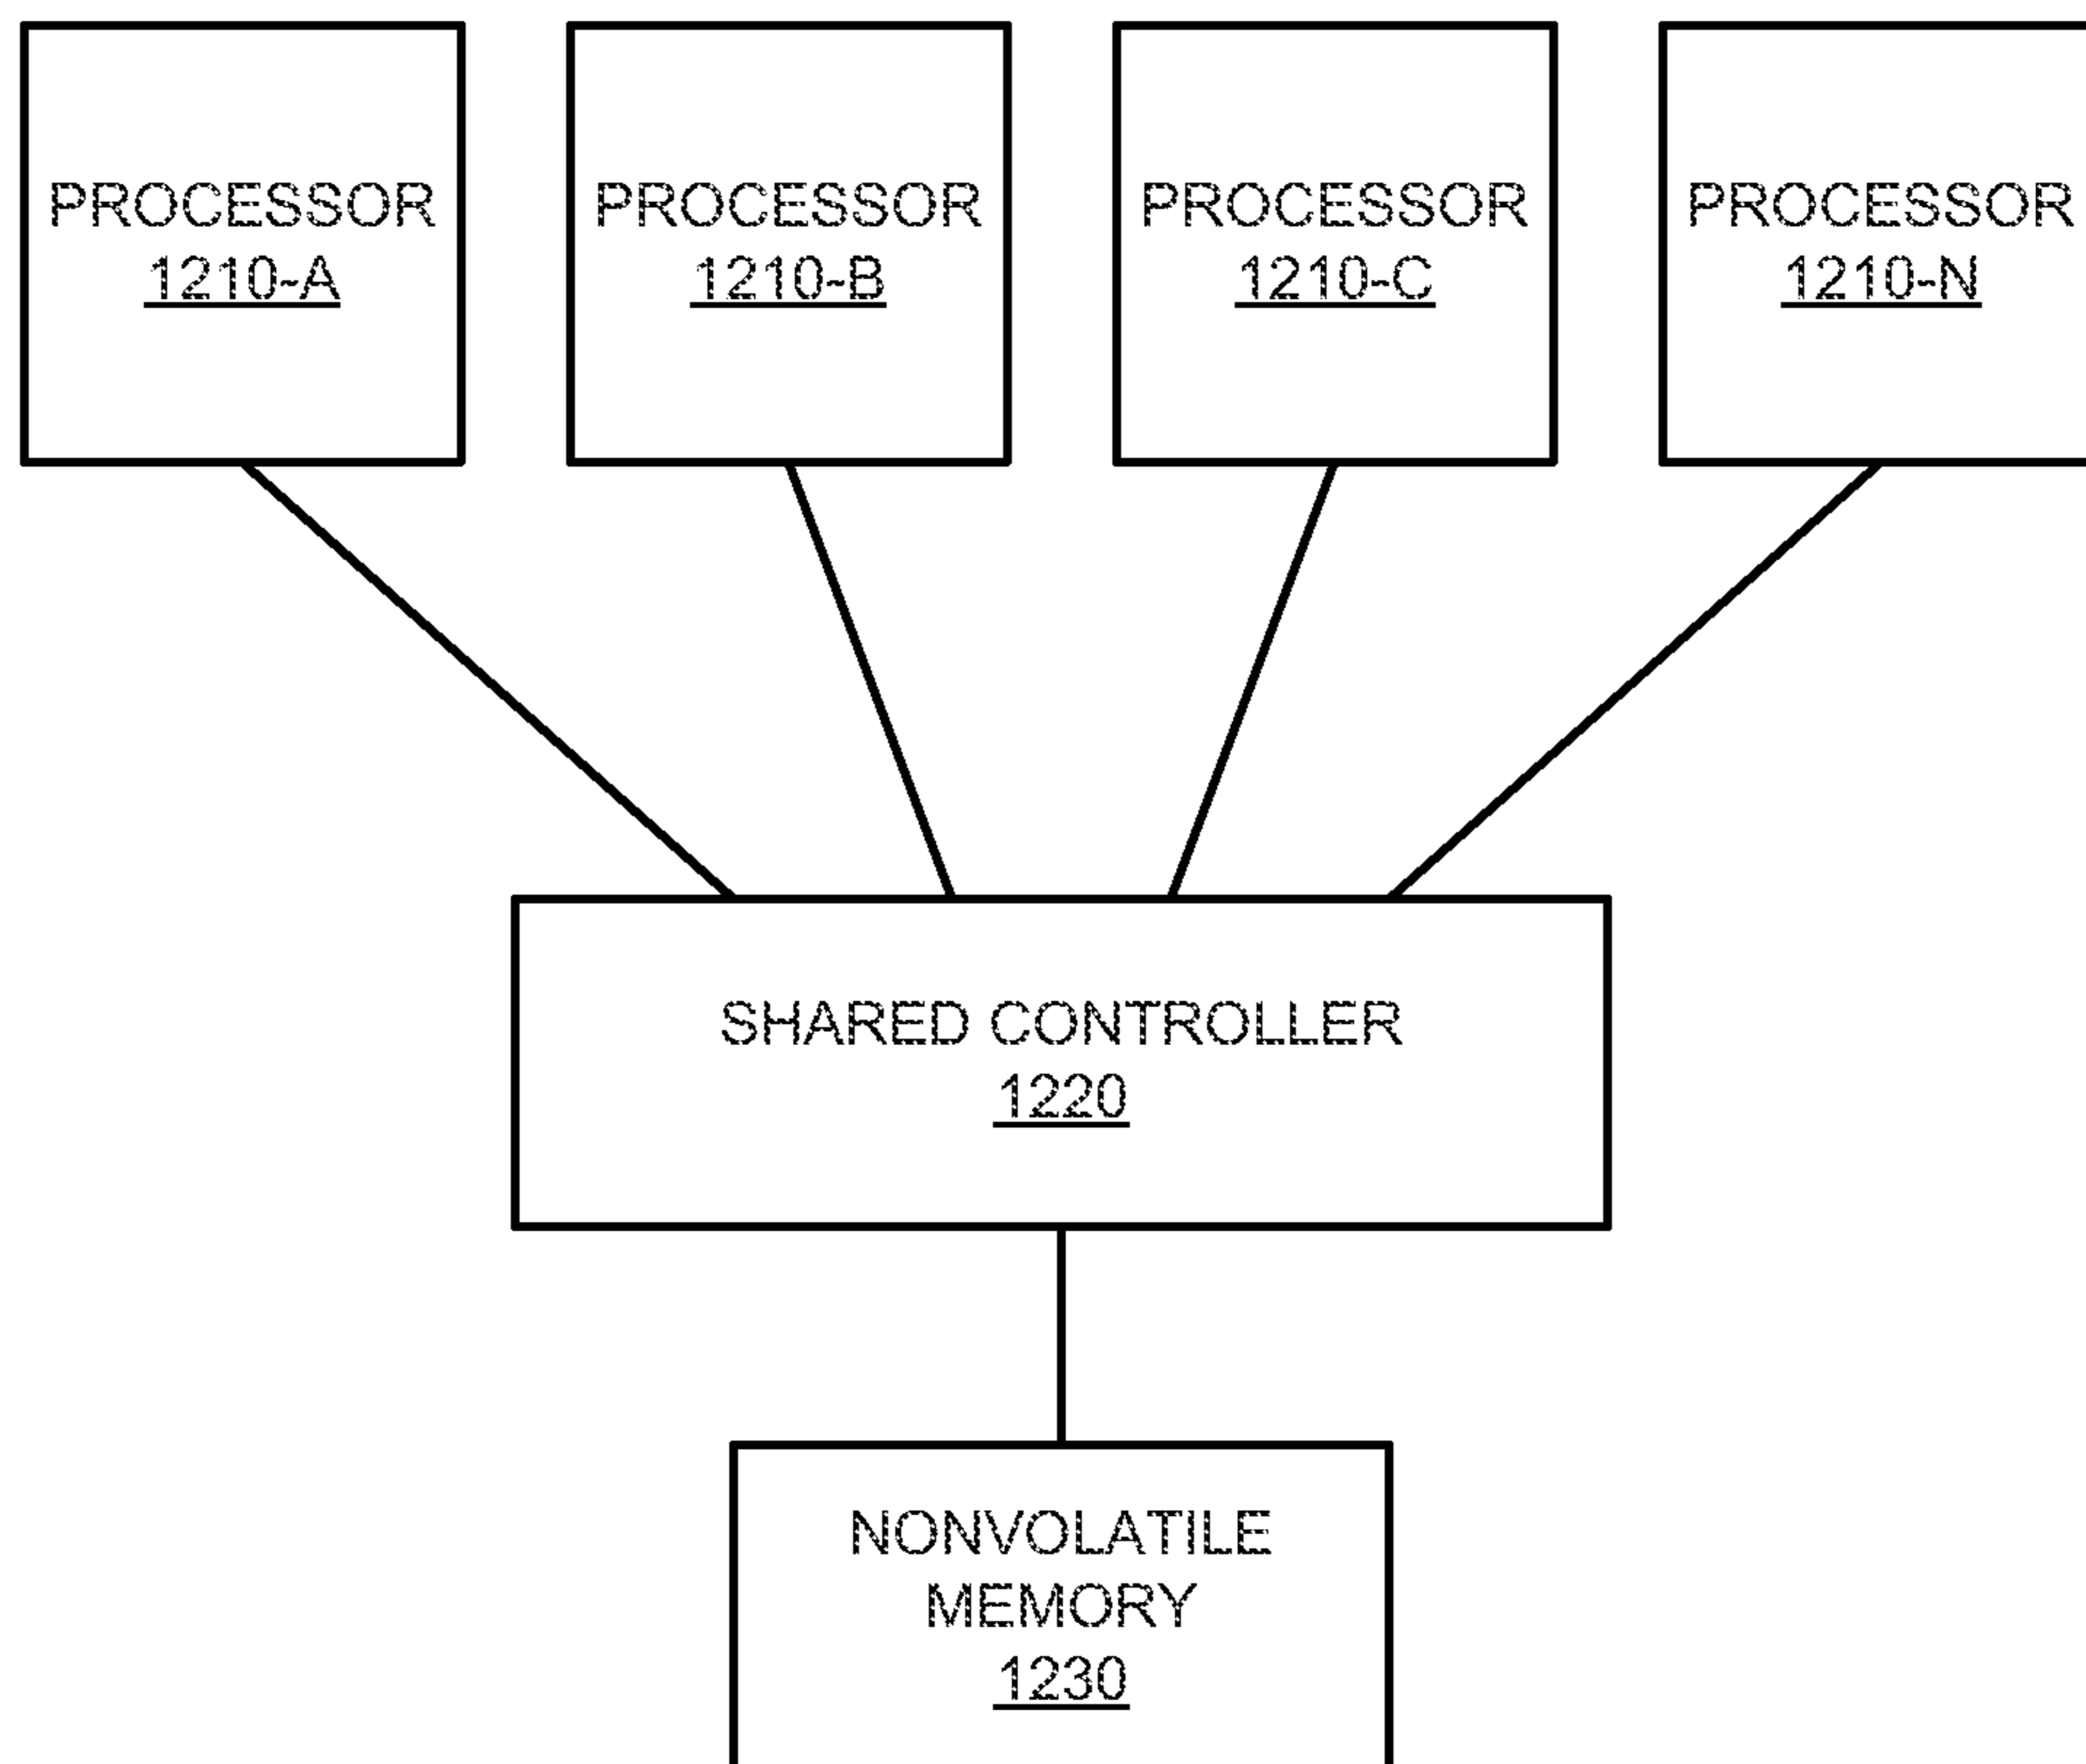 PROCESSOR
1210-A
PROCESSOR
1210-B
PROCESSOR
1210-C
PROCESSOR
1210-N
SHARED CONTROLLER
1220
NONVOLATILE
MEMORY
1230